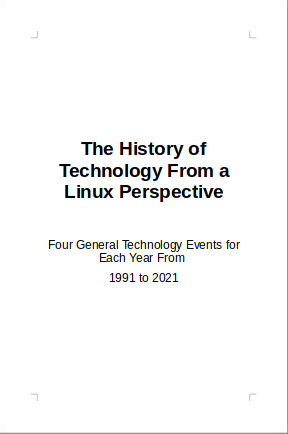 The History of
Technology From a
Linux Perspective
Four General Technology Events for
Each Year From
1991 to 2021